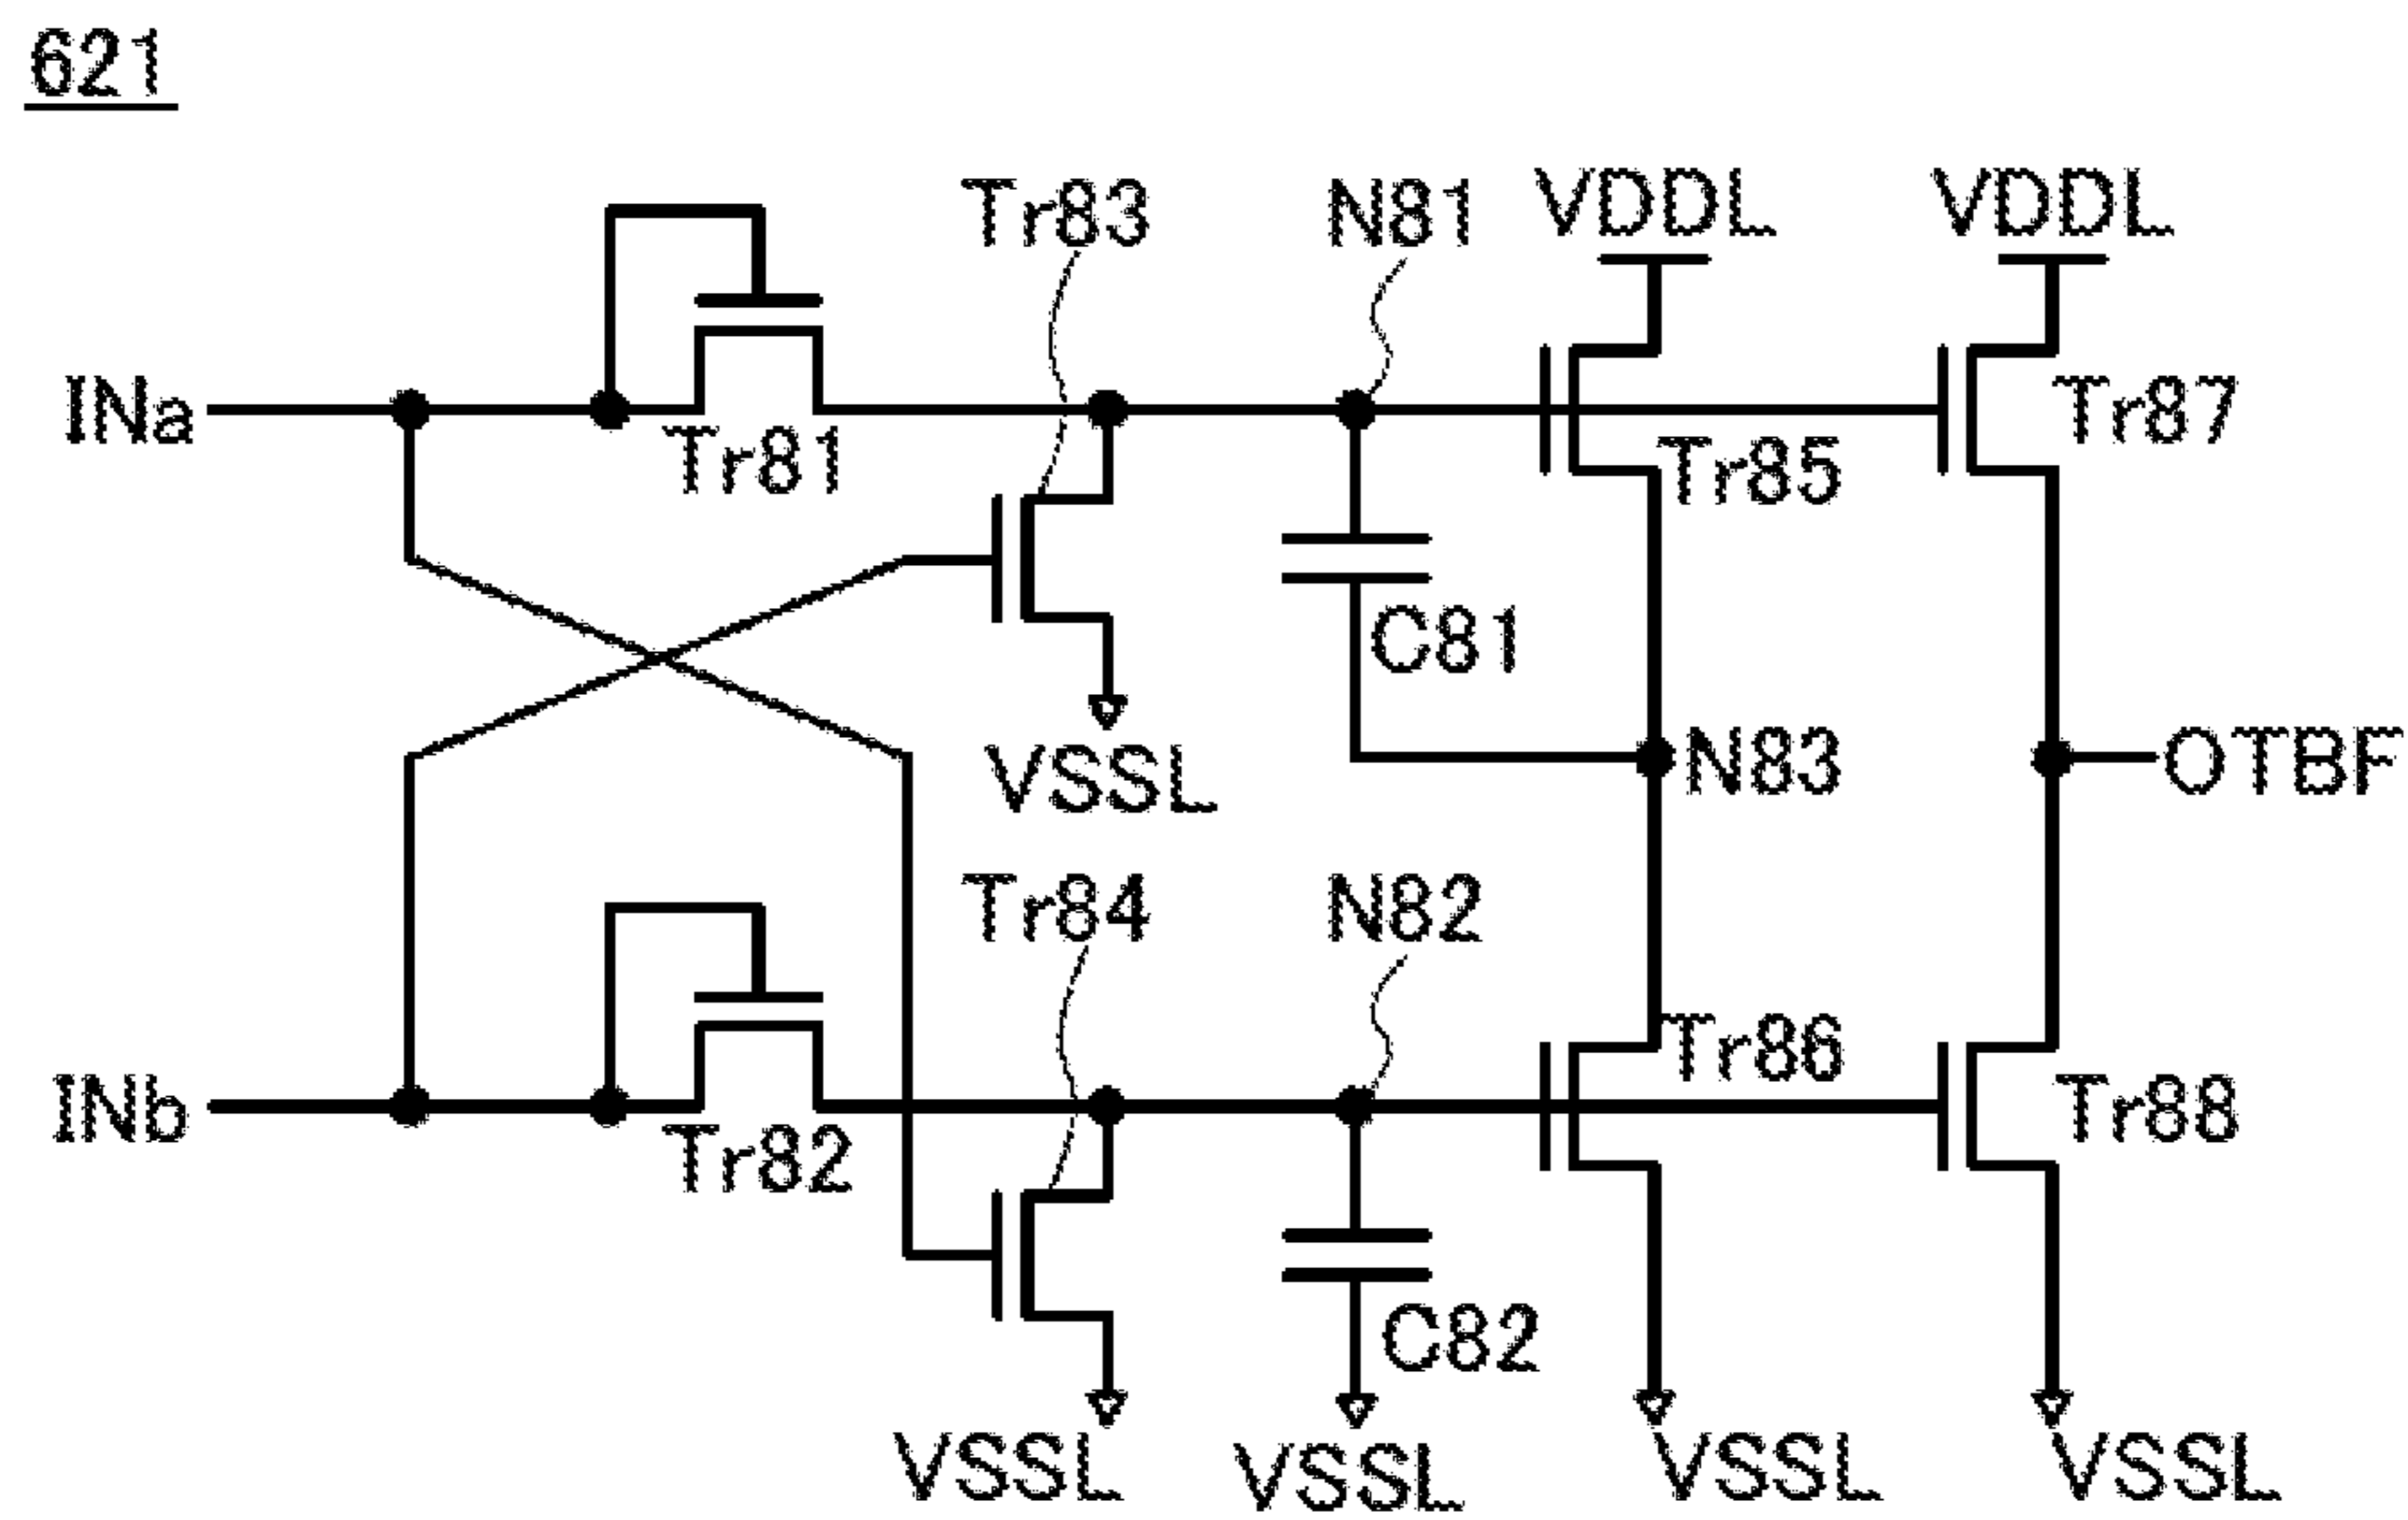 621
Tr83
N81
VDDL
VDDL
INa
Tr81
Tr85
Tr87
C81
VSSL
N83
OTBF
Tr84
N82
Tr86
INb
Tr82
Tr88
C82
VSSL
VSSL
VSSL
VSSL